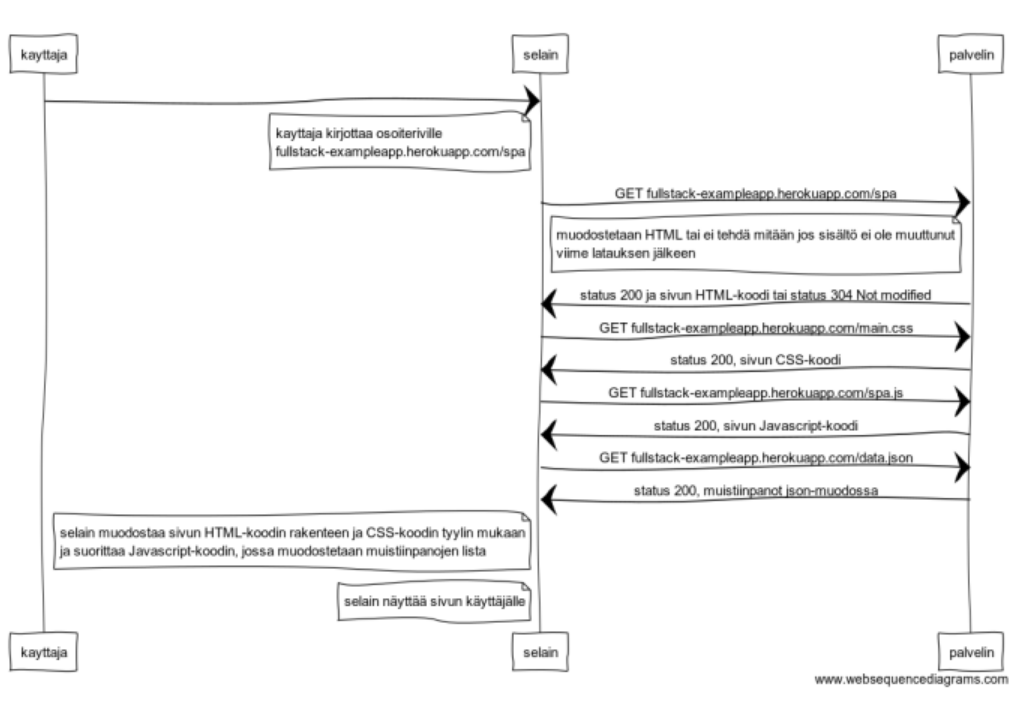 kayttaja
selain
palvelin
kayttaja kirjottaa osoiteriville
fullstack-exampleapp.herokuapp.com/spa
GET fullstack-exampleapp.herokuapp.com/spa
muodostetaan HTML tai ei tehdä mitään jos sisältö ei ole muuttunut
viime latauksen jälkeen
status 200 ja sivun HTML-koodi tai status 304 Not modified
GET fullstack-exampleapp.herokuapp.com/main.css
status 200, sivun CSS-koodi
GET fullstack-exampleapp.herokuapp.com/spa.js
status 200, sivun Javascript-koodi
GET fullstack-exampleapp.herokuapp.com/data.json
status 200, muistiinpanot json-muodossa
selain muodostaa sivun HTML-koodin rakenteen ja CSS-koodin tyylin mukaan
ja suorittaa Javascript-koodin, jossa muodostetaan muistiinpanojen lista
selain näyttää sivun käyttäjälle
kayttaja
selain
palvelin
www.websequencediagrams.com